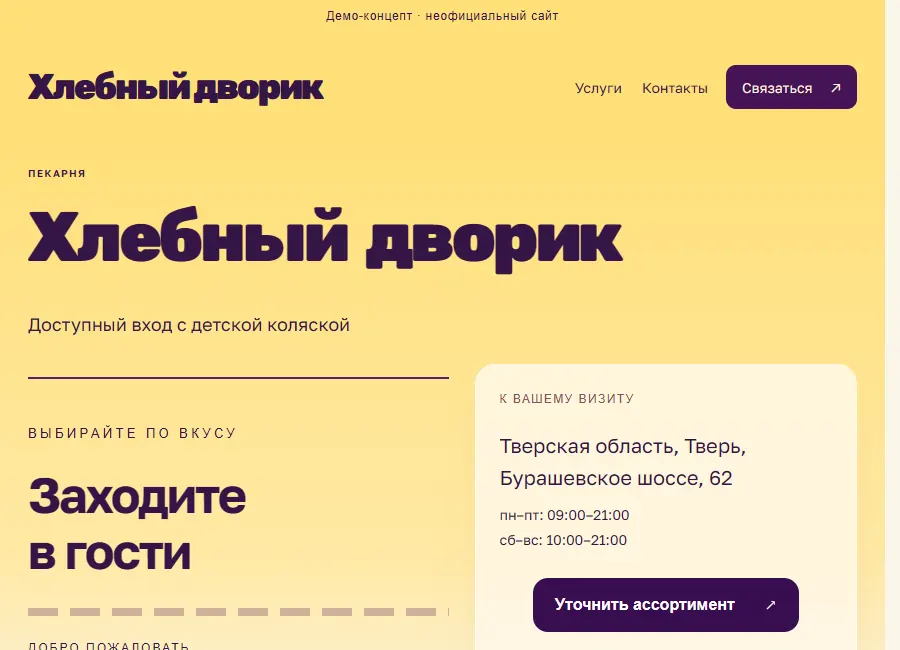 Демо-концепт · неофициальный сайт
Хлебный дворик
Услуги
Контакты
Связаться ↗
ПЕКАРНЯ
Хлебный дворик
Доступный вход с детской коляской
ВЫБИРАЙТЕ ПО ВКУСУ
Заходите
в гости
ДОБРО ПОЖАЛОВАТЬ
К ВАШЕМУ ВИЗИТУ
Тверская область, Тверь,
Бурашевское шоссе, 62
пн–пт: 09:00–21:00
сб–вс: 10:00–21:00
Уточнить ассортимент ↗